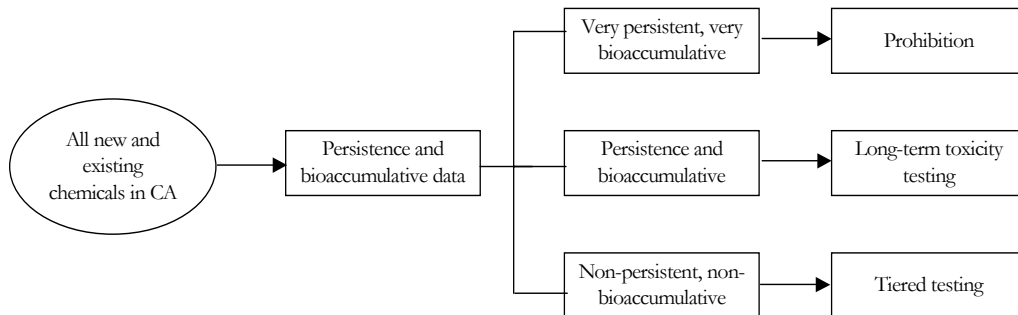 All new and
existing
chemicals in CA
Persistence and
bioaccumulative data
Very persistent, very
bioaccumulative
Prohibition
Persistence and
bioaccumulative
Long-term toxicity
testing
Non-persistent, non-
bioaccumulative
Tiered testing